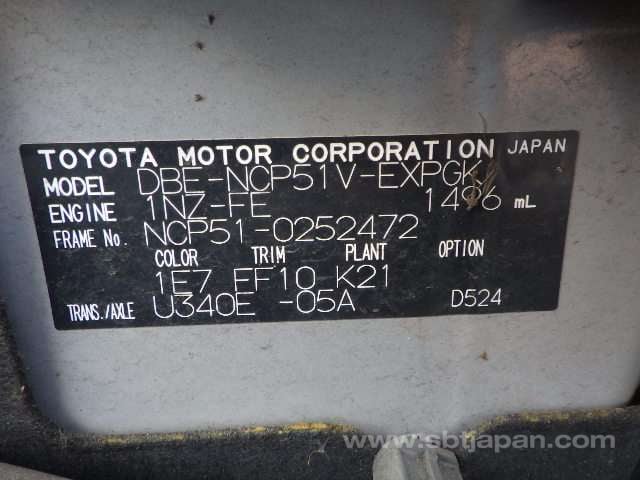 TOYOTA MOTOR CORPORATION JAPAN
MODEL DBE-NCP51V-EXPGK
ENGINE 1NZ-FE 1496 mL
FRAME No. NCP51-0252472
COLOR TRIM PLANT OPTION
1E7 EF10 K21
TRANS./AXLE U340E -05A D524
www.sbtjapan.com